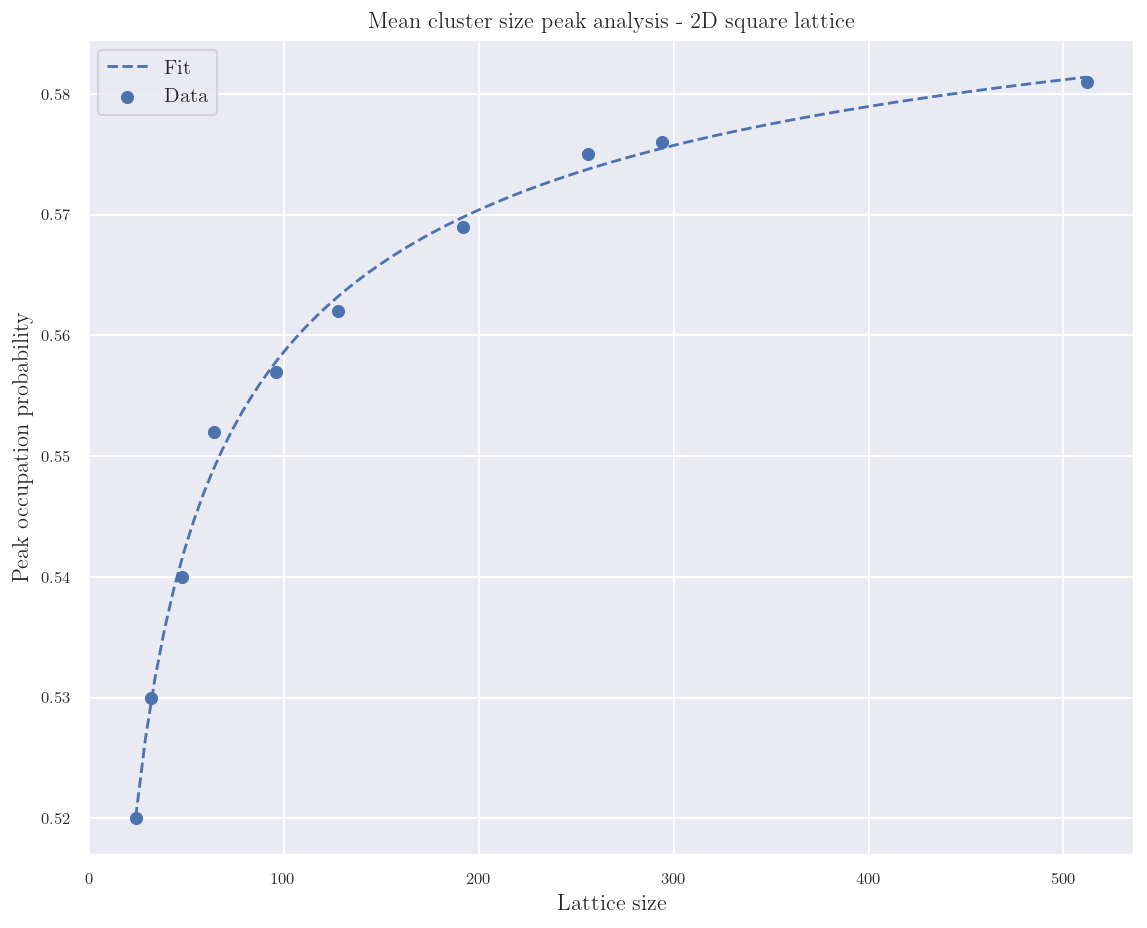 Mean cluster size peak analysis - 2D square lattice
Fit
Data
0.58
0.57
0.56
0.55
0.54
0.53
0.52
Peak occupation probability
0 100 200 300 400 500
Lattice size